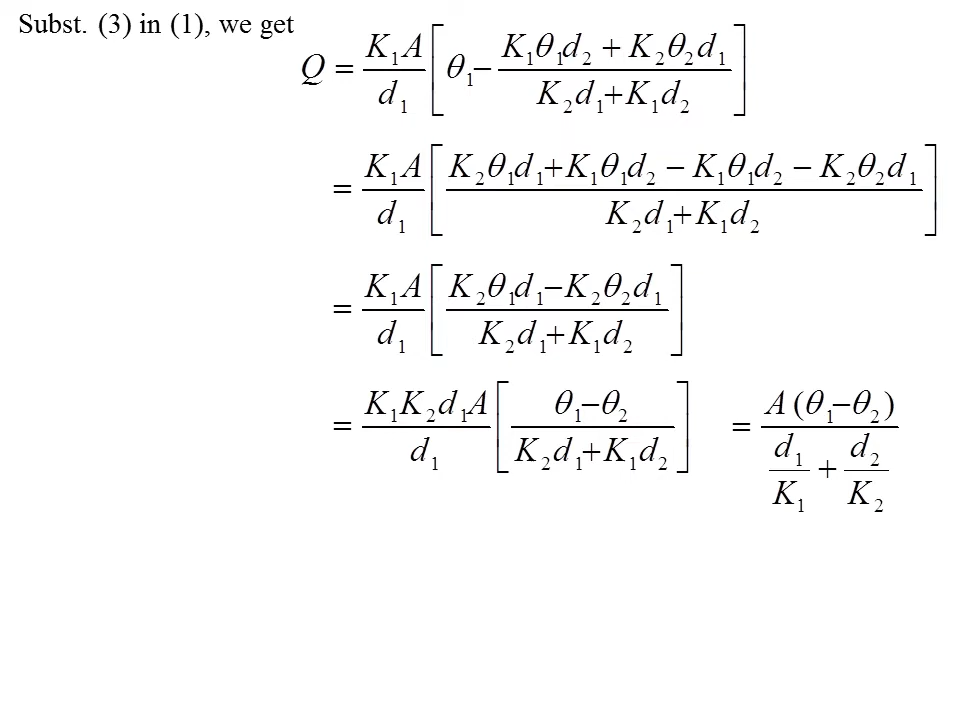 Subst. (3) in (1), we get
Q = K₁A / d₁ [ θ₁ − (K₁θ₁d₂ + K₂θ₂d₁) / (K₂d₁ + K₁d₂) ]
= K₁A / d₁ [ (K₂θ₁d₁ + K₁θ₁d₂ − K₁θ₁d₂ − K₂θ₂d₁) / (K₂d₁ + K₁d₂) ]
= K₁A / d₁ [ (K₂θ₁d₁ − K₂θ₂d₁) / (K₂d₁ + K₁d₂) ]
= K₁K₂d₁A / d₁ [ (θ₁ − θ₂) / (K₂d₁ + K₁d₂) ] = A (θ₁ − θ₂) / (d₁/K₁ + d₂/K₂)